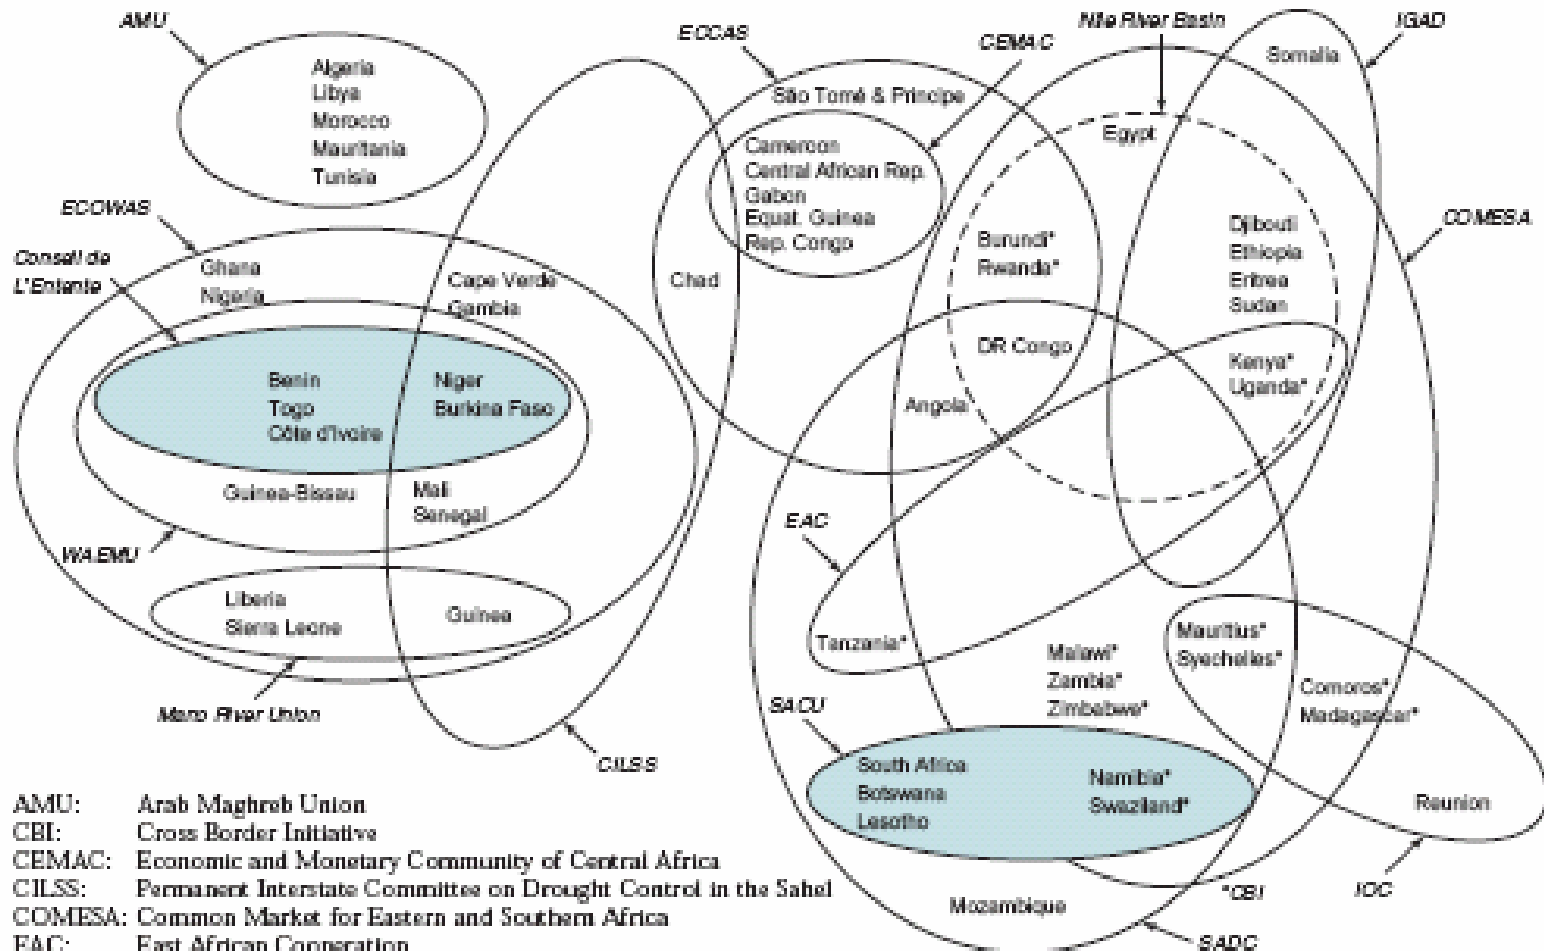 AMU
Algeria
Libya
Morocco
Mauritania
Tunisia
ECOWAS
Conseil de
L'Entente
Ghana
Nigeria
Cape Verde
Gambia
Benin
Togo
Côte d'Ivoire
Niger
Burkina Faso
Guinea-Bissau
Mali
Senegal
WAEMU
Liberia
Sierra Leone
Guinea
Mano River Union
CILSS
Chad
ECCAS
São Tomé & Principe
CEMAC
Cameroon
Central African Rep.
Gabon
Equat. Guinea
Rep. Congo
Nile River Basin
Egypt
IGAD
Somalia
COMESA
Burundi*
Rwanda*
DR Congo
Angola
Djibouti
Ethiopia
Eritrea
Sudan
Kenya*
Uganda*
EAC
Tanzania*
Malawi*
Zambia*
Zimbabwe*
Mauritius*
Syechelles*
Comoros*
Madagascar*
Reunion
IOC
SACU
South Africa
Botswana
Lesotho
Namibia*
Swaziland*
*CBI
Mozambique
SADC
AMU: Arab Maghreb Union
CBI: Cross Border Initiative
CEMAC: Economic and Monetary Community of Central Africa
CILSS: Permanent Interstate Committee on Drought Control in the Sahel
COMESA: Common Market for Eastern and Southern Africa
EAC: East African Cooperation